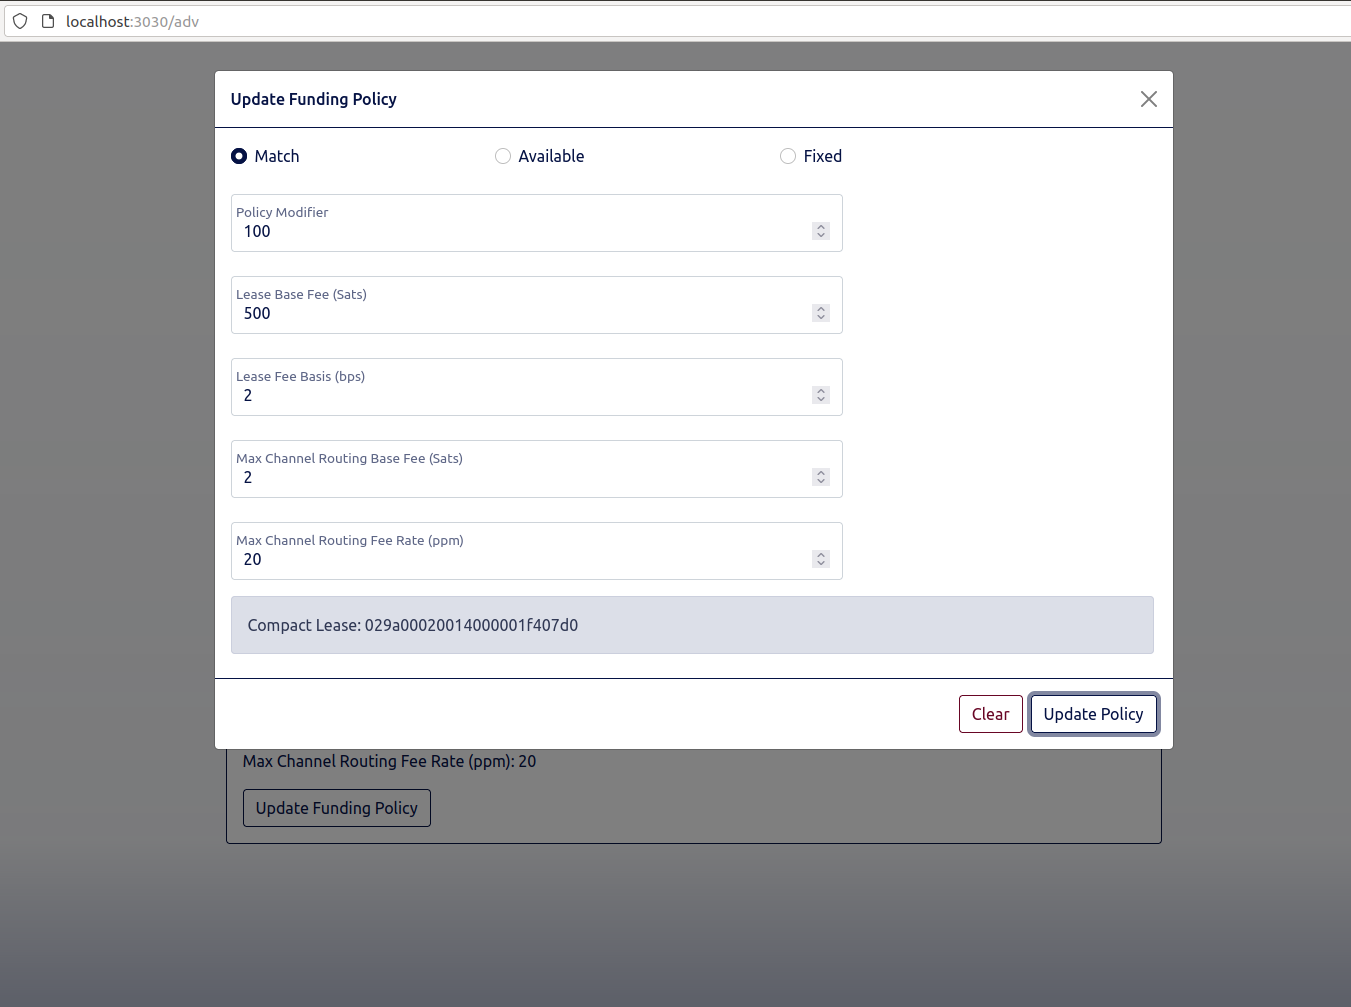 localhost:3030/adv
Update Funding Policy
Match Available Fixed
Policy Modifier
100
Lease Base Fee (Sats)
500
Lease Fee Basis (bps)
2
Max Channel Routing Base Fee (Sats)
2
Max Channel Routing Fee Rate (ppm)
20
Compact Lease: 029a00020014000001f407d0
Clear Update Policy
Max Channel Routing Fee Rate (ppm): 20
Update Funding Policy